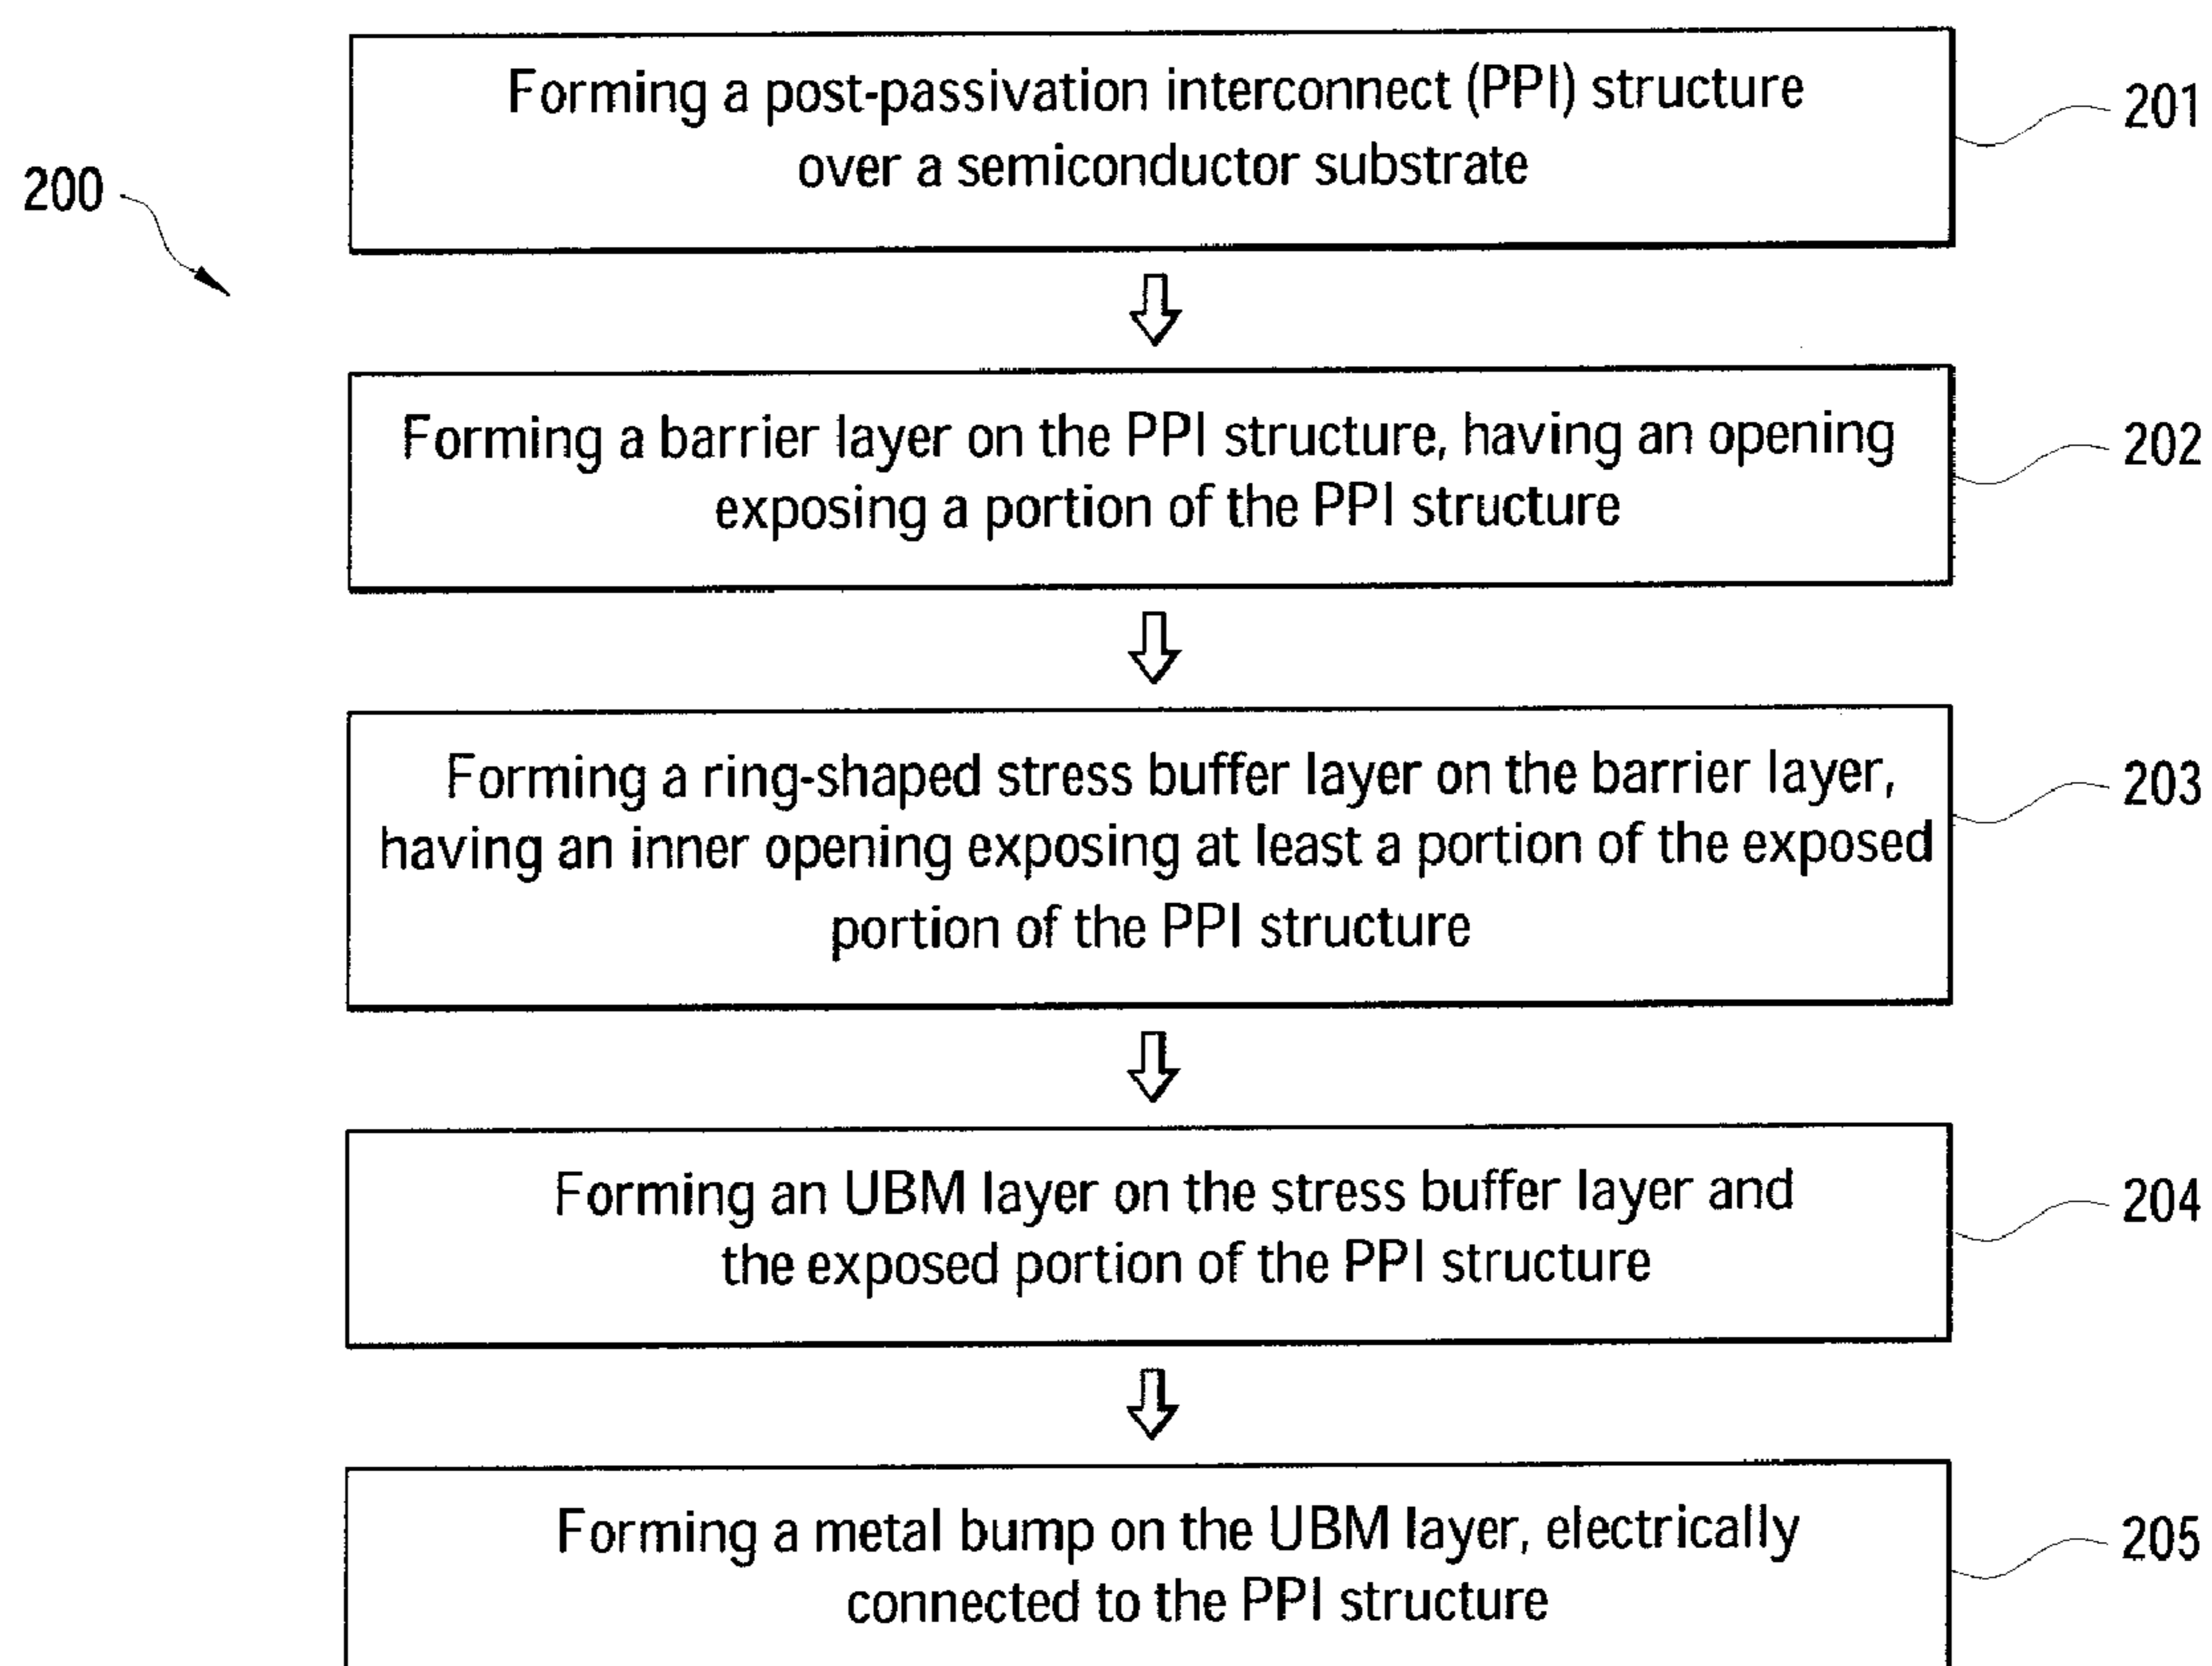 Forming a post-passivation interconnect (PPI) structure
over a semiconductor substrate
201
200
Forming a barrier layer on the PPI structure, having an opening
exposing a portion of the PPI structure
202
Forming a ring-shaped stress buffer layer on the barrier layer,
having an inner opening exposing at least a portion of the exposed
portion of the PPI structure
203
Forming an UBM layer on the stress buffer layer and
the exposed portion of the PPI structure
204
Forming a metal bump on the UBM layer, electrically
connected to the PPI structure
205